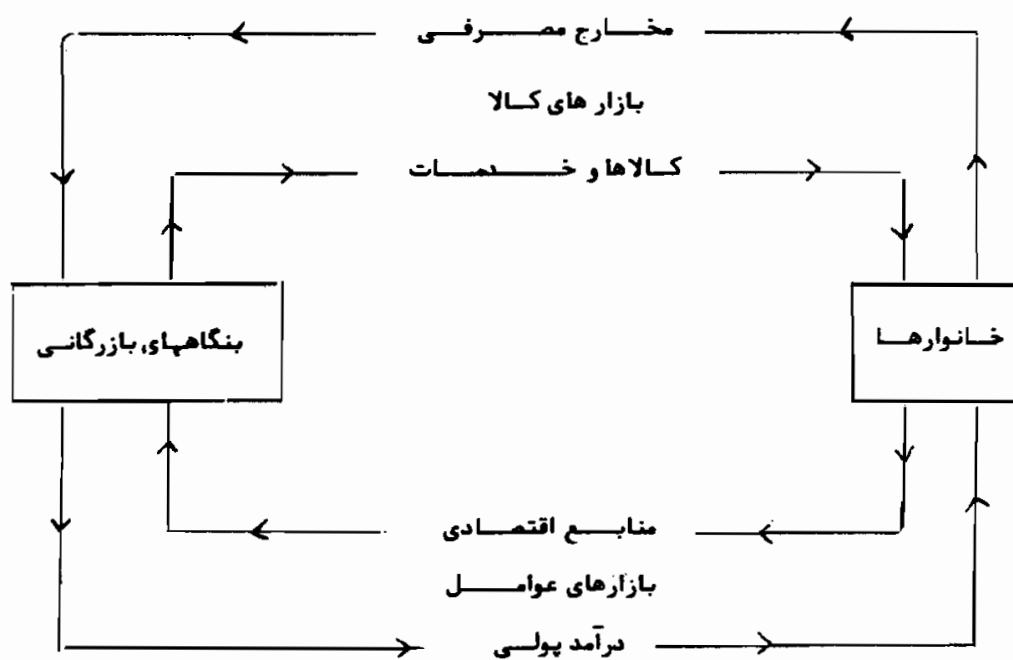 مخارج مصرفی
بازار های کالا
کالاها و خدمات
خانوارها
بنگاههای بازرگانی
منابع اقتصادی
بازارهای عوامل
درآمد پولی